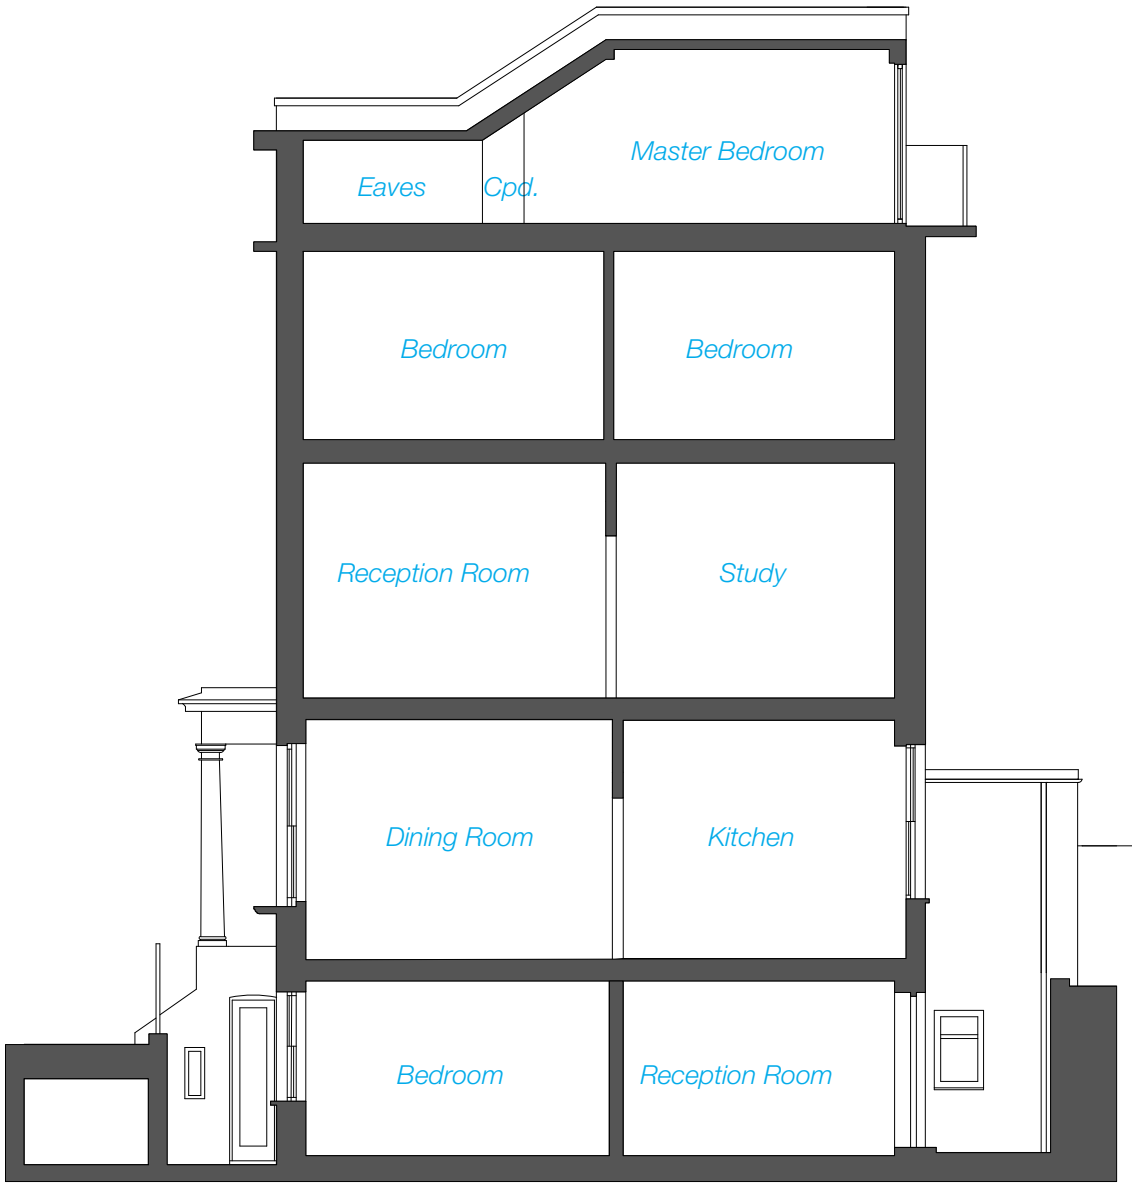 Master Bedroom
Eaves
Cpd.
Bedroom
Bedroom
Reception Room
Study
Dining Room
Kitchen
Bedroom
Reception Room